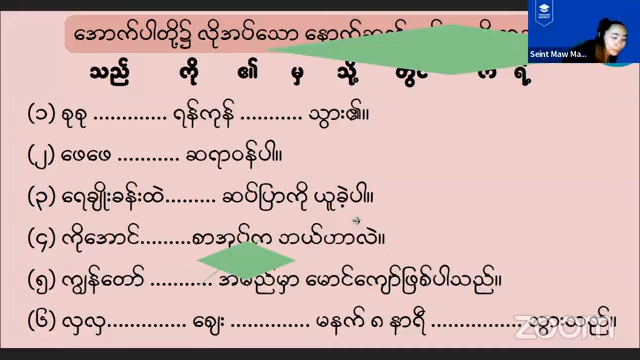 အောက်ပါတို့၌ လိုအပ်သော
Seint Maw Ma...
သည် ကို ၏ မှ သို့
(၁) ခုခု ............. ရန်ကုန် ........... သွား၏။
(၂) ဖေဖေ ........... ဆရာဝန်ပါ။
(၃) ရေချိုးခန်းထဲ......... ဆပ်ပြာကို ယူခဲ့ပါ။
(၄) ကိုအောင်.........စာအုပ်က ဘယ်ဟာလဲ။
(၅) ကျွန်တော် ........... အမည်မှာ မောင်ကျော်ဖြစ်ပါသည်။
(၆) လှလှ.............. ဈေး .............. မနက် ၈ နာရီ ................ သွားသည်။
zoom